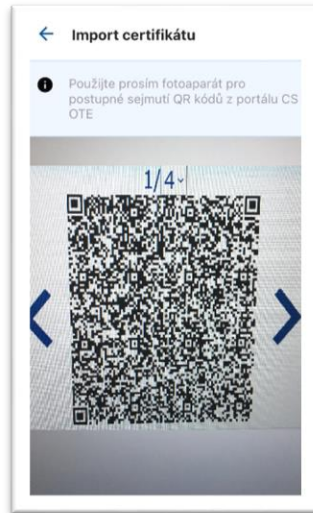 Import certifikátu
Použijte prosím fotoaparát pro
postupné sejmutí QR kódů z portálu CS
OTE
1/4